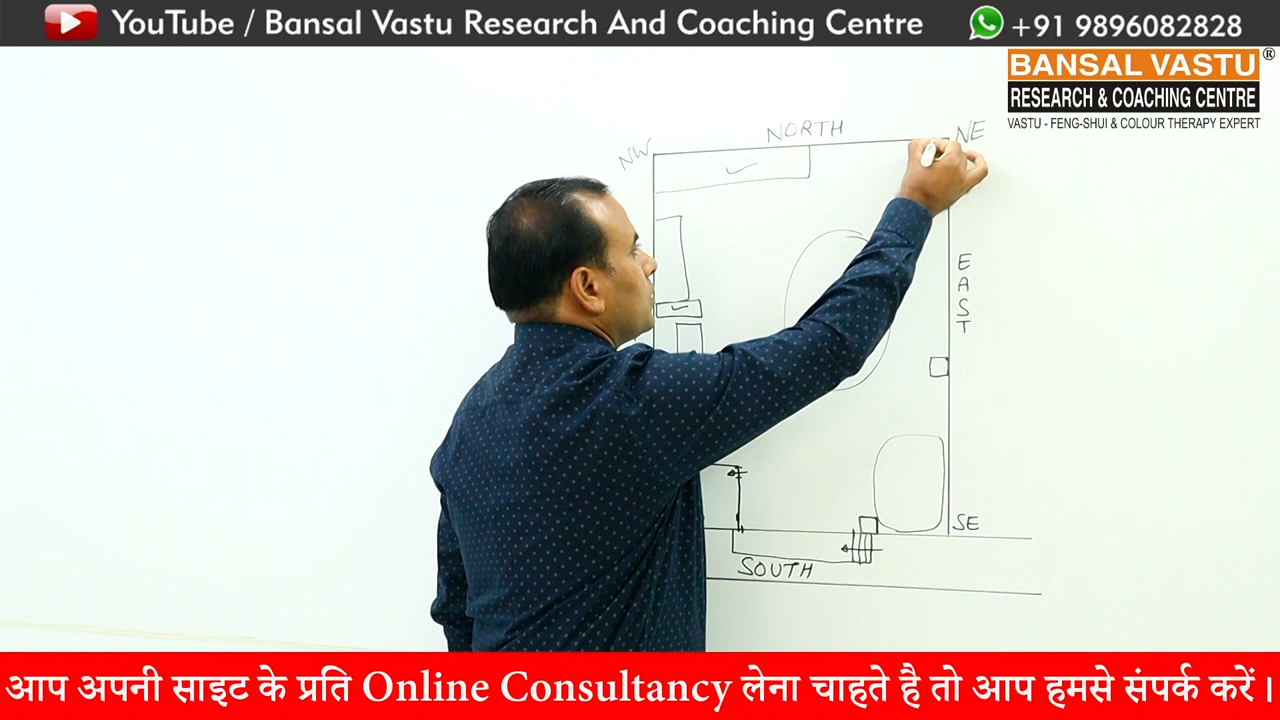 YouTube / Bansal Vastu Research And Coaching Centre
+91 9896082828
BANSAL VASTU®
RESEARCH & COACHING CENTRE
VASTU - FENG-SHUI & COLOUR THERAPY EXPERT
NORTH
NE
NW
EAST
SE
SOUTH
आप अपनी साइट के प्रति Online Consultancy लेना चाहते है तो आप हमसे संपर्क करें।